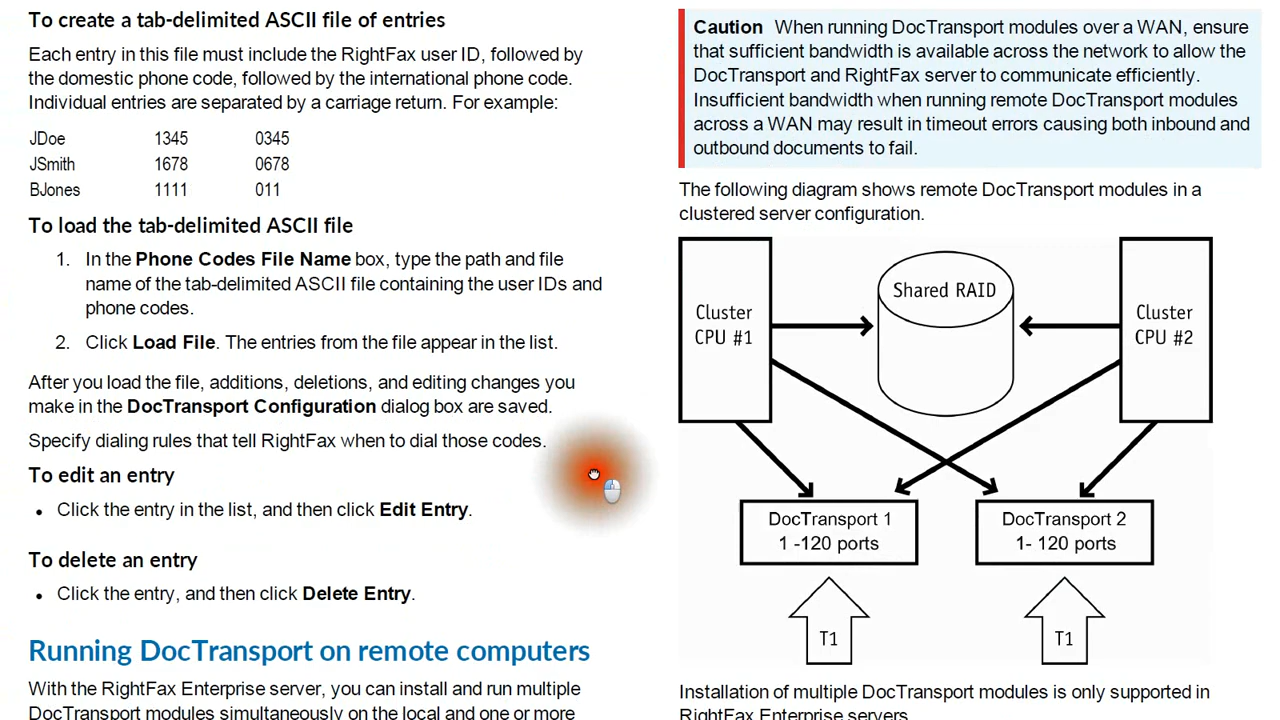 To create a tab-delimited ASCII file of entries
Each entry in this file must include the RightFax user ID, followed by
the domestic phone code, followed by the international phone code.
Individual entries are separated by a carriage return. For example:
JDoe 1345 0345
JSmith 1678 0678
BJones 1111 011
To load the tab-delimited ASCII file
1. In the Phone Codes File Name box, type the path and file
name of the tab-delimited ASCII file containing the user IDs and
phone codes.
2. Click Load File. The entries from the file appear in the list.
After you load the file, additions, deletions, and editing changes you
make in the DocTransport Configuration dialog box are saved.
Specify dialing rules that tell RightFax when to dial those codes.
To edit an entry
• Click the entry in the list, and then click Edit Entry.
To delete an entry
• Click the entry, and then click Delete Entry.
Running DocTransport on remote computers
With the RightFax Enterprise server, you can install and run multiple
DocTransport modules simultaneously on the local and one or more
Caution When running DocTransport modules over a WAN, ensure
that sufficient bandwidth is available across the network to allow the
DocTransport and RightFax server to communicate efficiently.
Insufficient bandwidth when running remote DocTransport modules
across a WAN may result in timeout errors causing both inbound and
outbound documents to fail.
The following diagram shows remote DocTransport modules in a
clustered server configuration.
Cluster
CPU #1
Shared RAID
Cluster
CPU #2
DocTransport 1
1 -120 ports
DocTransport 2
1- 120 ports
T1
T1
Installation of multiple DocTransport modules is only supported in
RightFax Enterprise servers